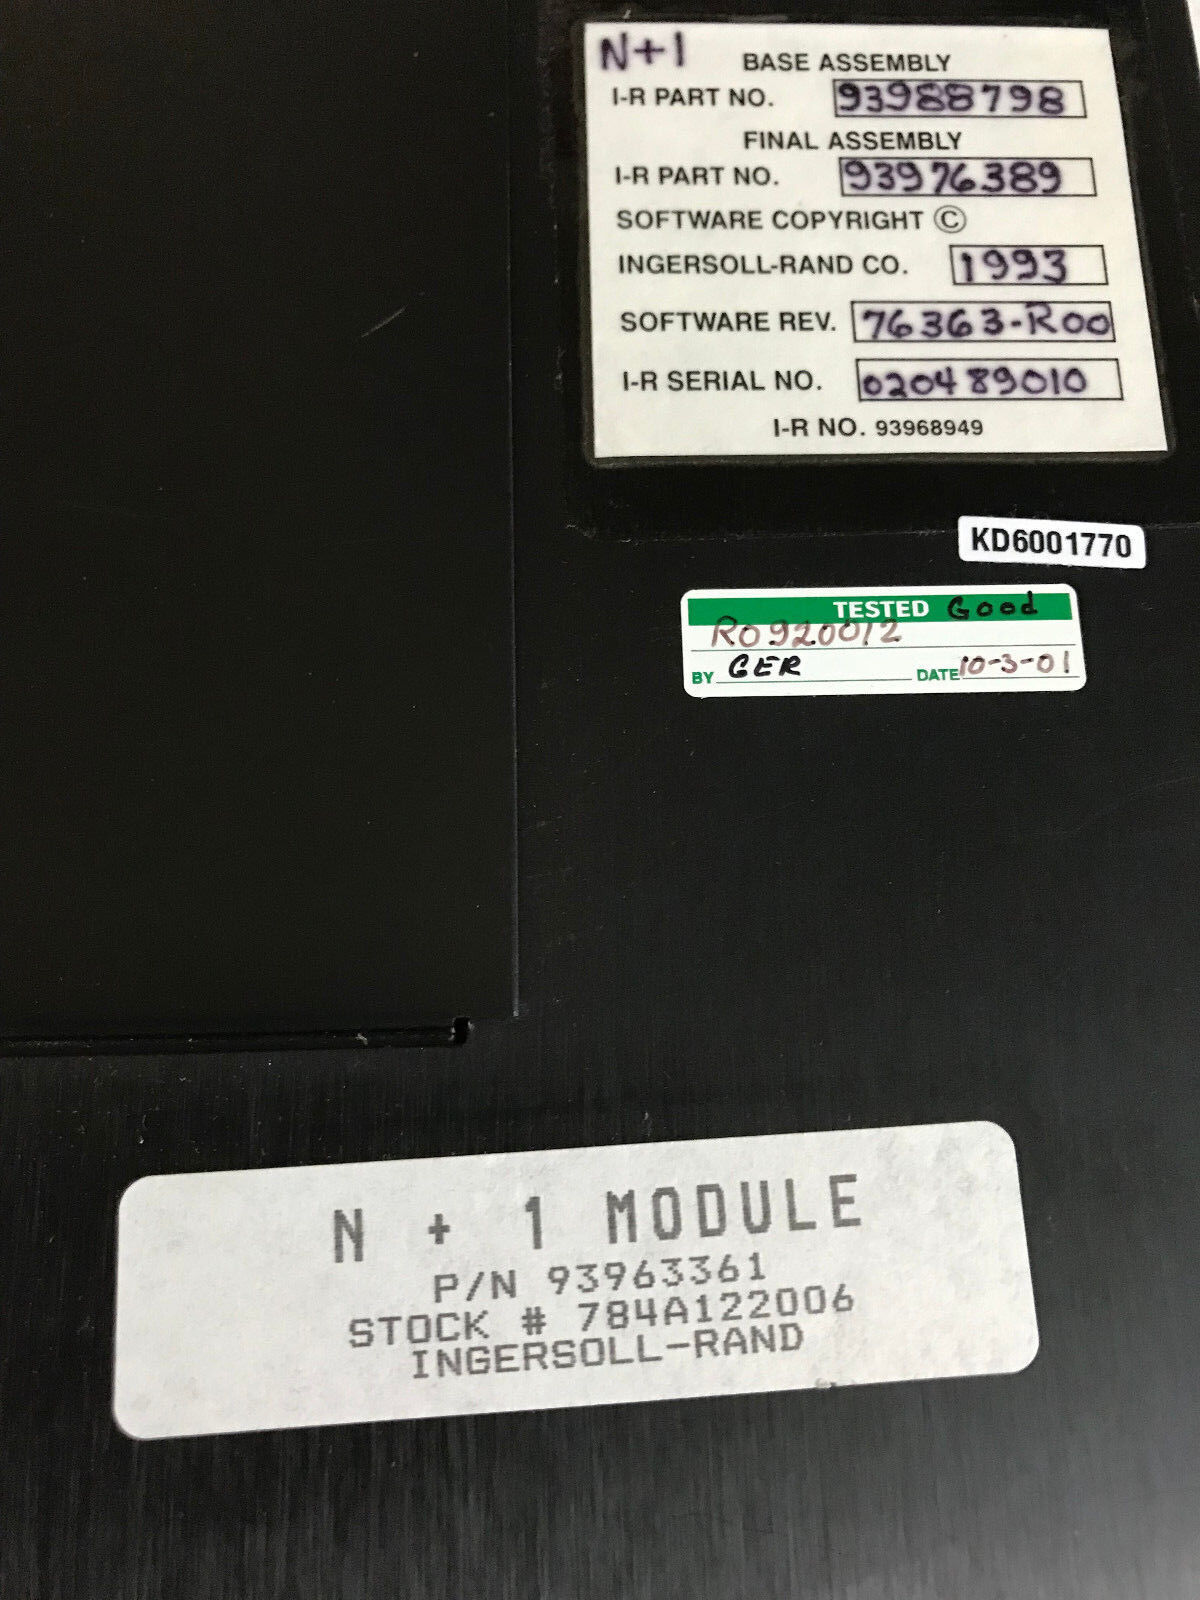 N+1
BASE ASSEMBLY
I-R PART NO. 93988798
FINAL ASSEMBLY
I-R PART NO. 93976389
SOFTWARE COPYRIGHT ©
INGERSOLL-RAND CO. 1993
SOFTWARE REV. 76363-R00
I-R SERIAL NO. 020489010
I-R NO. 93968949
KD6001770
TESTED Good
R0920012
BY GER DATE 10-3-01
N + 1 MODULE
P/N 93963361
STOCK # 784A122006
INGERSOLL-RAND